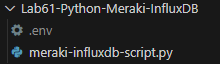 Lab61-Python-Meraki-InfluxDB
.env
meraki-influxdb-script.py